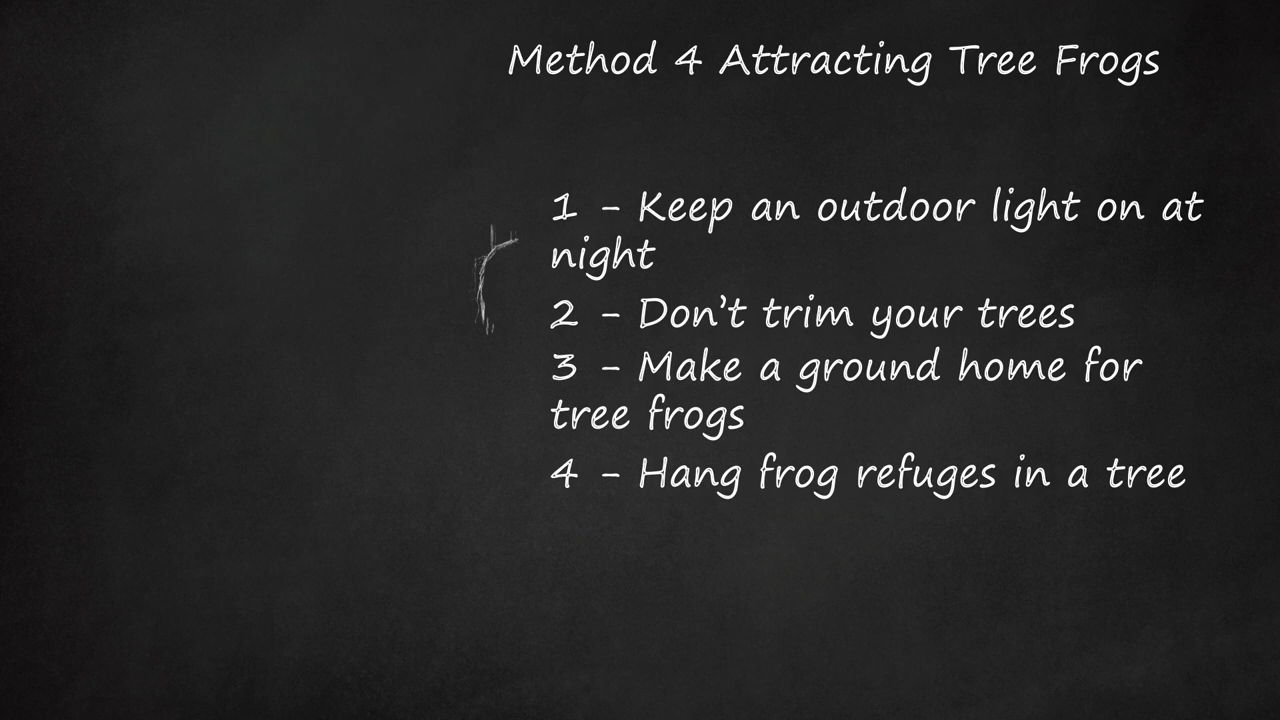 Method 4 Attracting Tree Frogs
1 - Keep an outdoor light on at
night
2 - Don’t trim your trees
3 - Make a ground home for
tree frogs
4 - Hang frog refuges in a tree